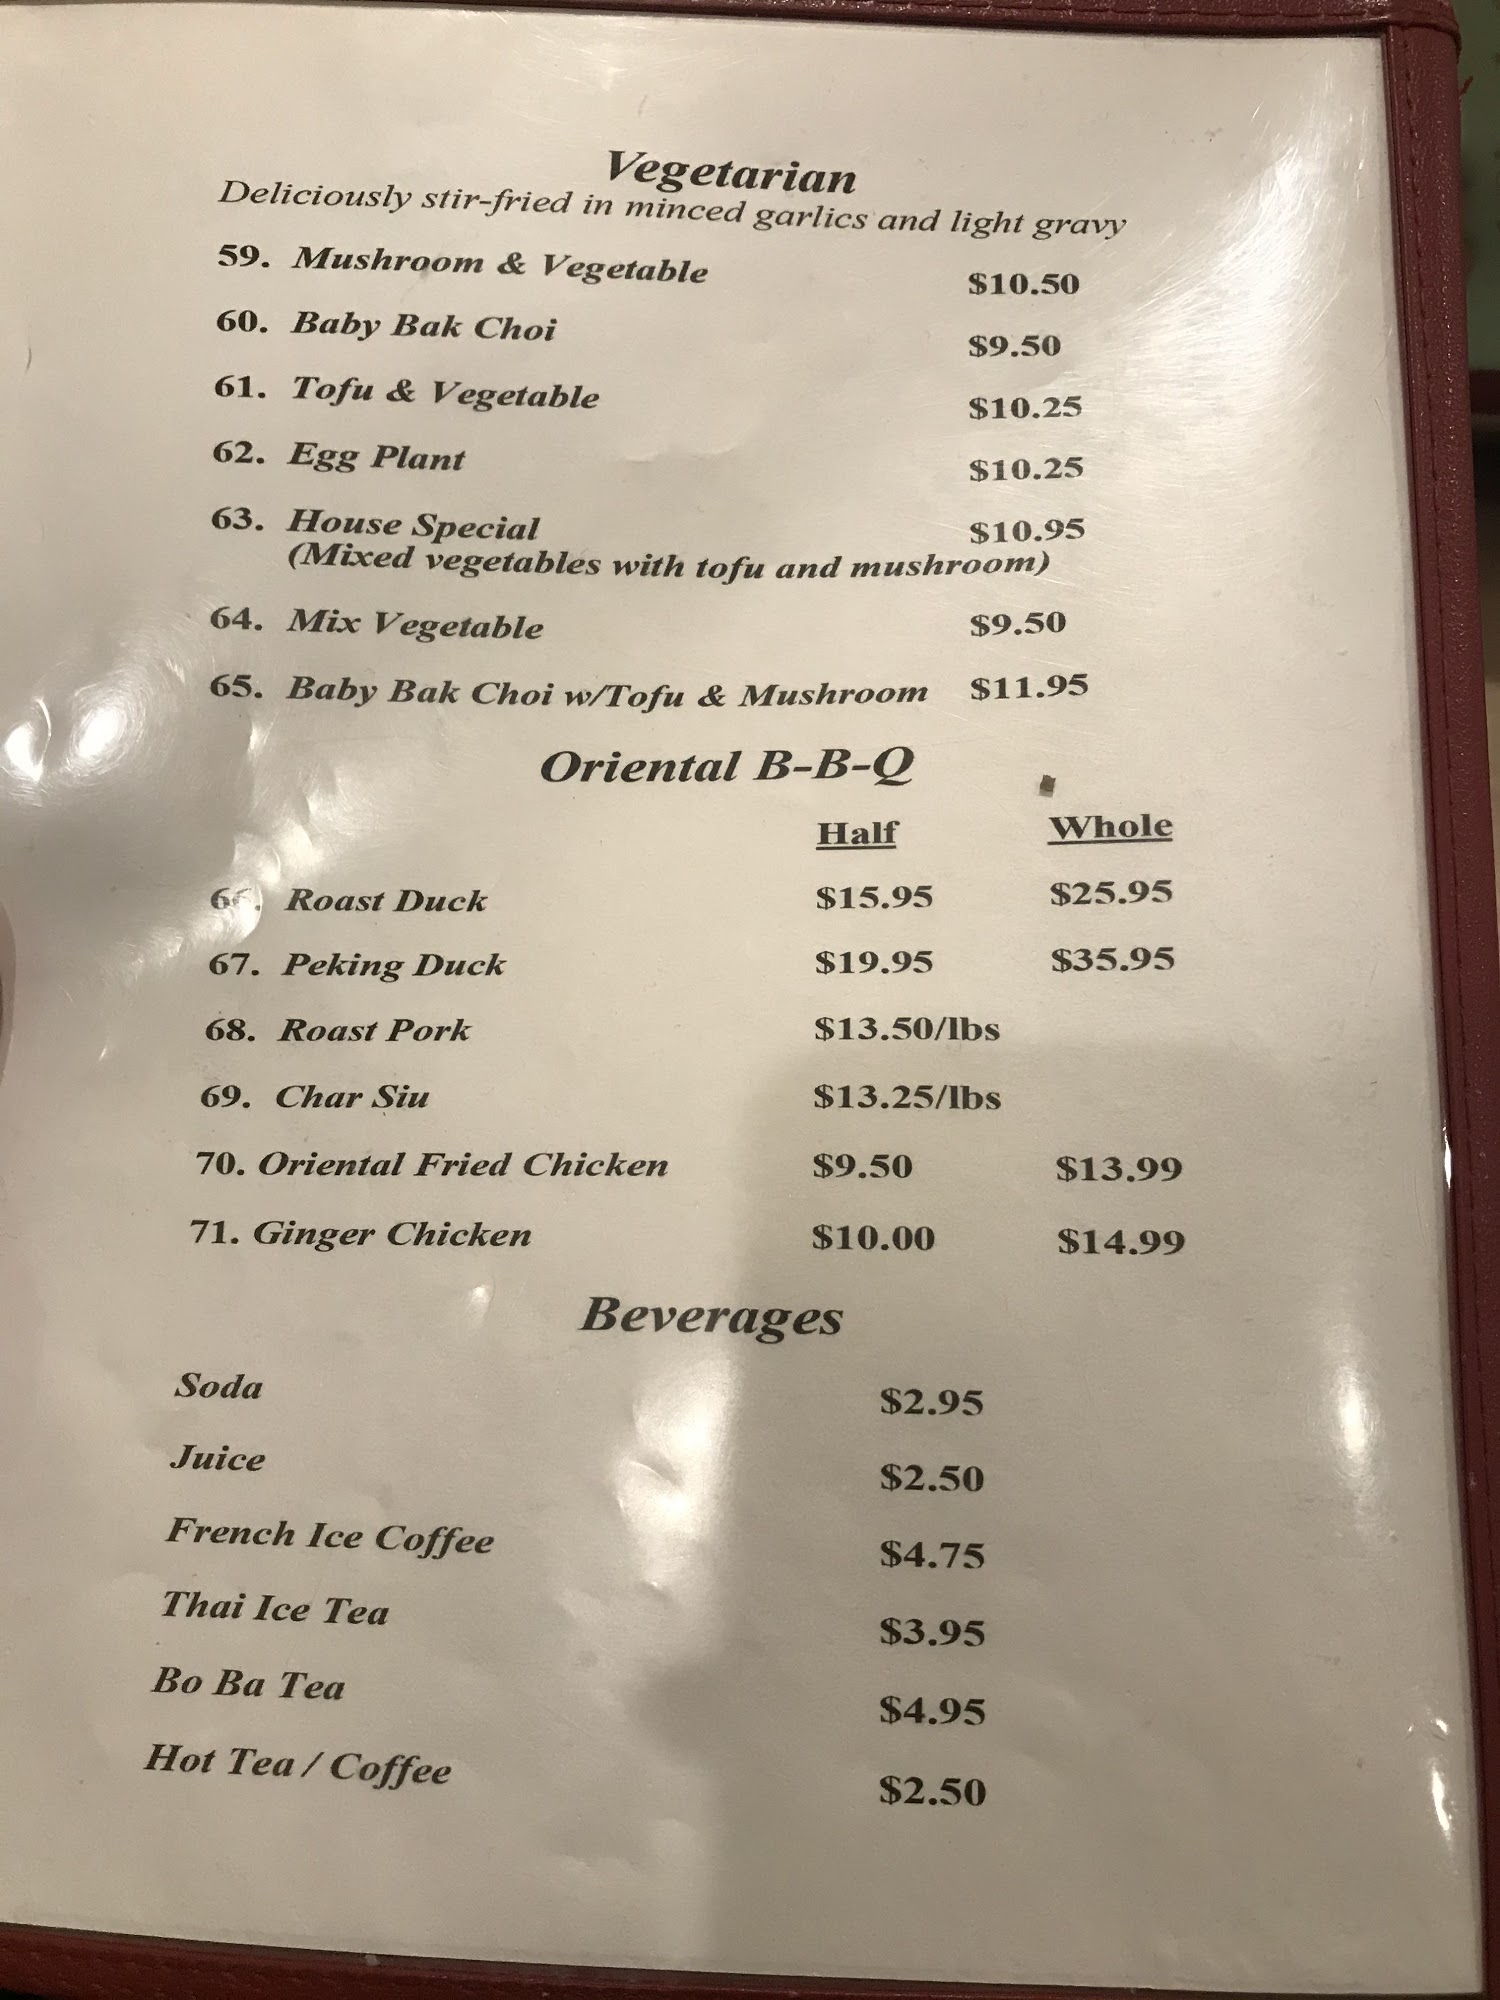 Vegetarian
Deliciously stir-fried in minced garlics and light gravy
59. Mushroom & Vegetable $10.50
60. Baby Bak Choi $9.50
61. Tofu & Vegetable $10.25
62. Egg Plant $10.25
63. House Special $10.95
(Mixed vegetables with tofu and mushroom)
64. Mix Vegetable $9.50
65. Baby Bak Choi w/Tofu & Mushroom $11.95
Oriental B-B-Q
Half Whole
66. Roast Duck $15.95 $25.95
67. Peking Duck $19.95 $35.95
68. Roast Pork $13.50/lbs
69. Char Siu $13.25/lbs
70. Oriental Fried Chicken $9.50 $13.99
71. Ginger Chicken $10.00 $14.99
Beverages
Soda $2.95
Juice $2.50
French Ice Coffee $4.75
Thai Ice Tea $3.95
Bo Ba Tea $4.95
Hot Tea / Coffee $2.50